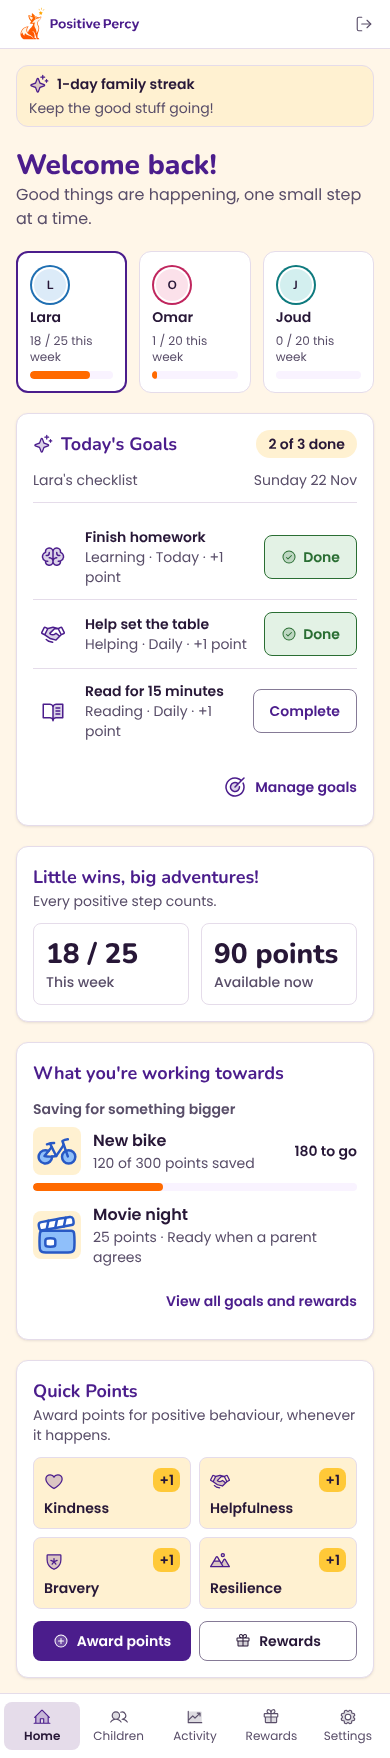 Positive Percy
1-day family streak
Keep the good stuff going!
Welcome back!
Good things are happening, one small step
at a time.
L
Lara
18 / 25 this
week
O
Omar
1 / 20 this
week
J
Joud
0 / 20 this
week
Today's Goals
2 of 3 done
Lara's checklist
Sunday 22 Nov
Finish homework
Learning · Today · +1
point
Done
Help set the table
Helping · Daily · +1 point
Done
Read for 15 minutes
Reading · Daily · +1
point
Complete
Manage goals
Little wins, big adventures!
Every positive step counts.
18 / 25
This week
90 points
Available now
What you're working towards
Saving for something bigger
New bike
120 of 300 points saved
180 to go
Movie night
25 points · Ready when a parent
agrees
View all goals and rewards
Quick Points
Award points for positive behaviour, whenever
it happens.
+1
Kindness
+1
Helpfulness
+1
Bravery
+1
Resilience
Award points
Rewards
Home
Children
Activity
Rewards
Settings